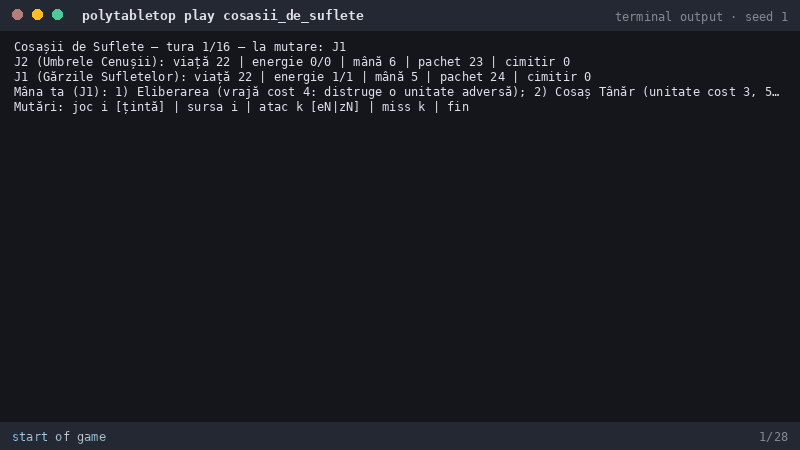 polytabletop play cosasii_de_suflete
terminal output · seed 1
Cosașii de Suflete — tura 1/16 — la mutare: J1
J2 (Umbrele Cenușii): viață 22 | energie 0/0 | mână 6 | pachet 23 | cimitir 0
J1 (Gărzile Sufletelor): viață 22 | energie 1/1 | mână 5 | pachet 24 | cimitir 0
Mâna ta (J1): 1) Eliberarea (vrajă cost 4: distruge o unitate adversă); 2) Cosaș Tânăr (unitate cost 3, 5…
Mutări: joc i [țintă] | sursa i | atac k [eN|zN] | miss k | fin
start of game
1/28